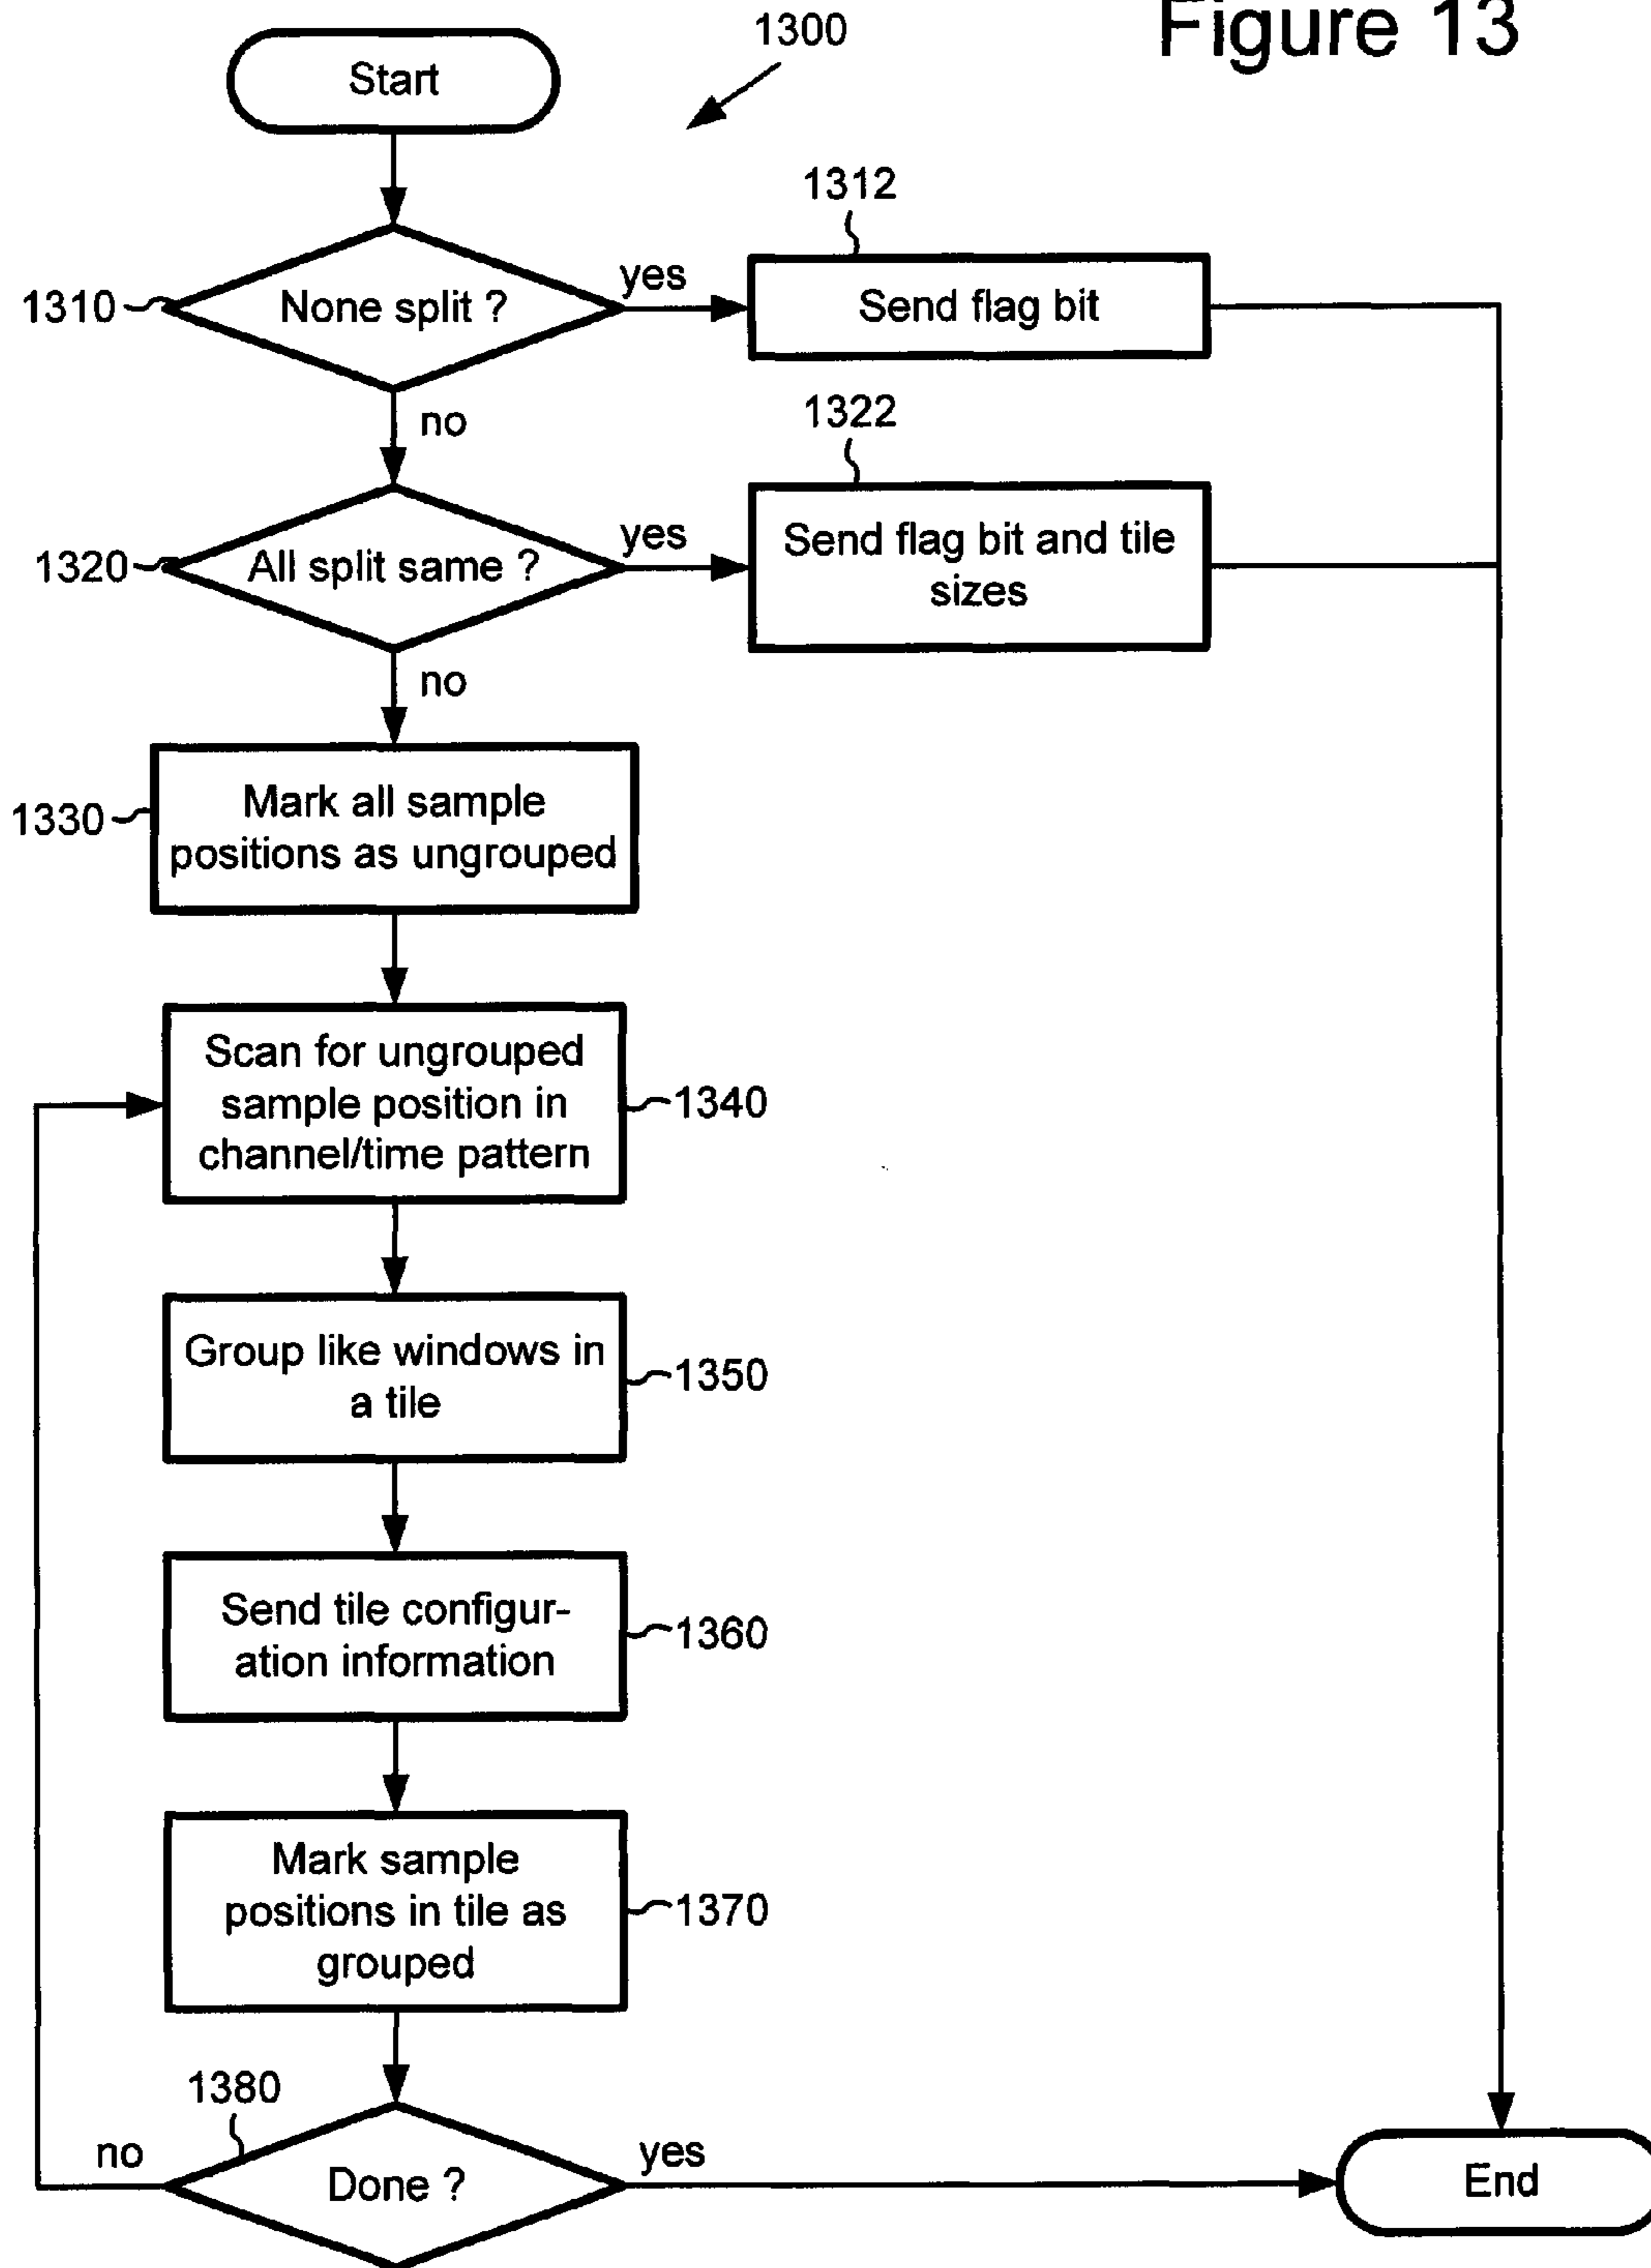 Figure 13
1300
Start
1312
1310
None split ?
yes
Send flag bit
no
1322
1320
All split same ?
yes
Send flag bit and tile
sizes
no
1330
Mark all sample
positions as ungrouped
Scan for ungrouped
sample position in
channel/time pattern
1340
Group like windows in
a tile
1350
Send tile configur-
ation information
1360
Mark sample
positions in tile as
grouped
1370
1380
no
Done ?
yes
End